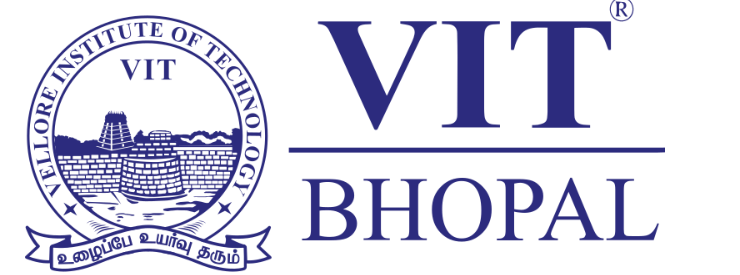 VELLORE INSTITUTE OF TECHNOLOGY
VIT
உழைப்பே உயர்வு தரும்
VIT®
BHOPAL